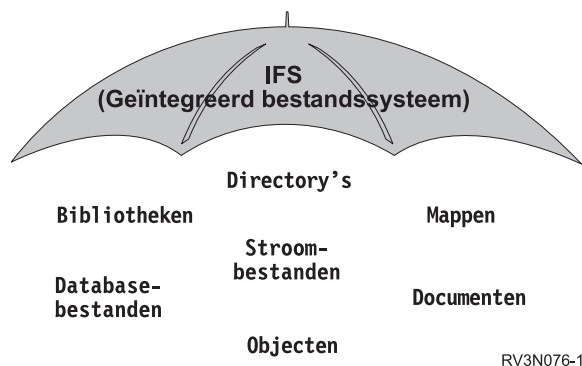 IFS
(Geïntegreerd bestandssysteem)
Directory's
Bibliotheken
Mappen
Stroom-
bestanden
Database-
bestanden
Documenten
Objecten
RV3N076-1